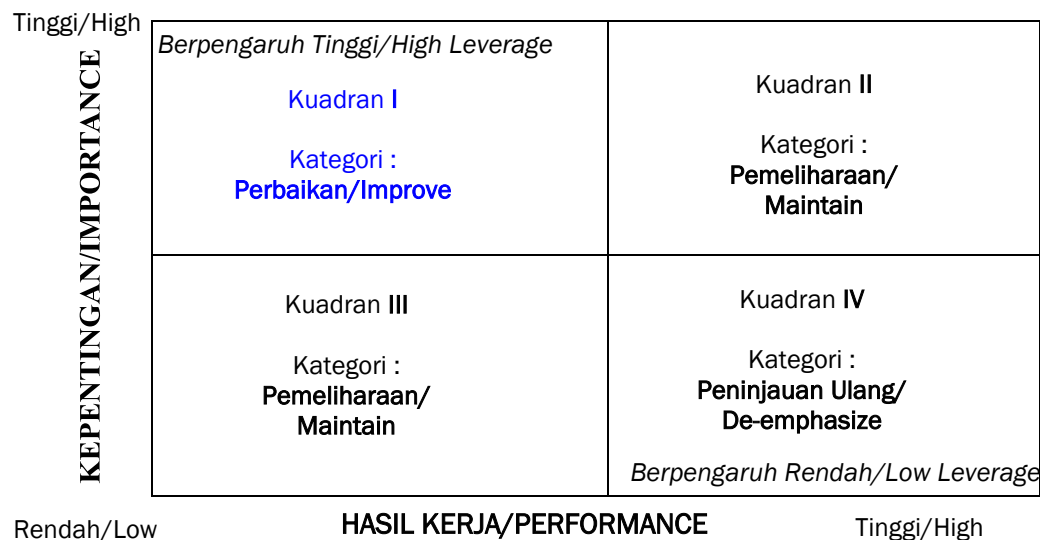 Tinggi/High
KEPENTINGAN/IMPORTANCE
Berpengaruh Tinggi/High Leverage
Kuadran I
Kategori :
Perbaikan/Improve
Kuadran II
Kategori :
Pemeliharaan/
Maintain
Kuadran III
Kategori :
Pemeliharaan/
Maintain
Kuadran IV
Kategori :
Peninjauan Ulang/
De-emphasize
Berpengaruh Rendah/Low Leverage
Rendah/Low
HASIL KERJA/PERFORMANCE
Tinggi/High